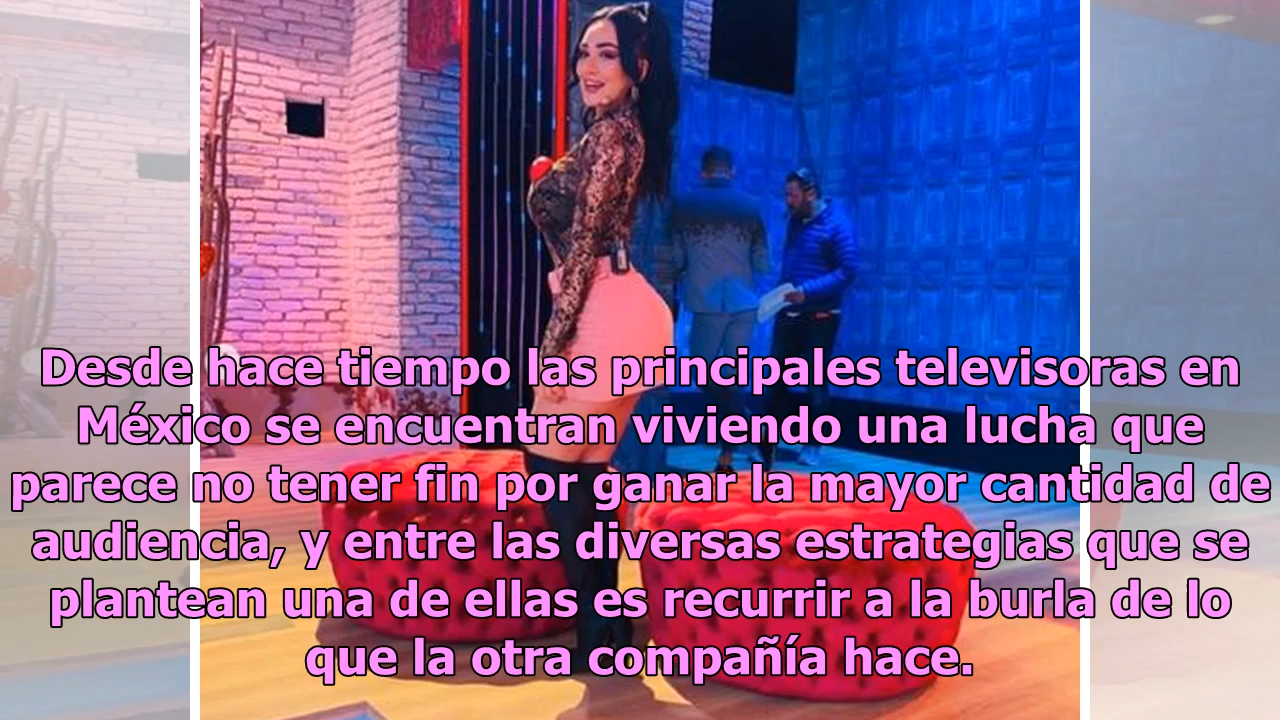 Desde hace tiempo las principales televisoras en
México se encuentran viviendo una lucha que
parece no tener fin por ganar la mayor cantidad de
audiencia, y entre las diversas estrategias que se
plantean una de ellas es recurrir a la burla de lo
que la otra compañía hace.